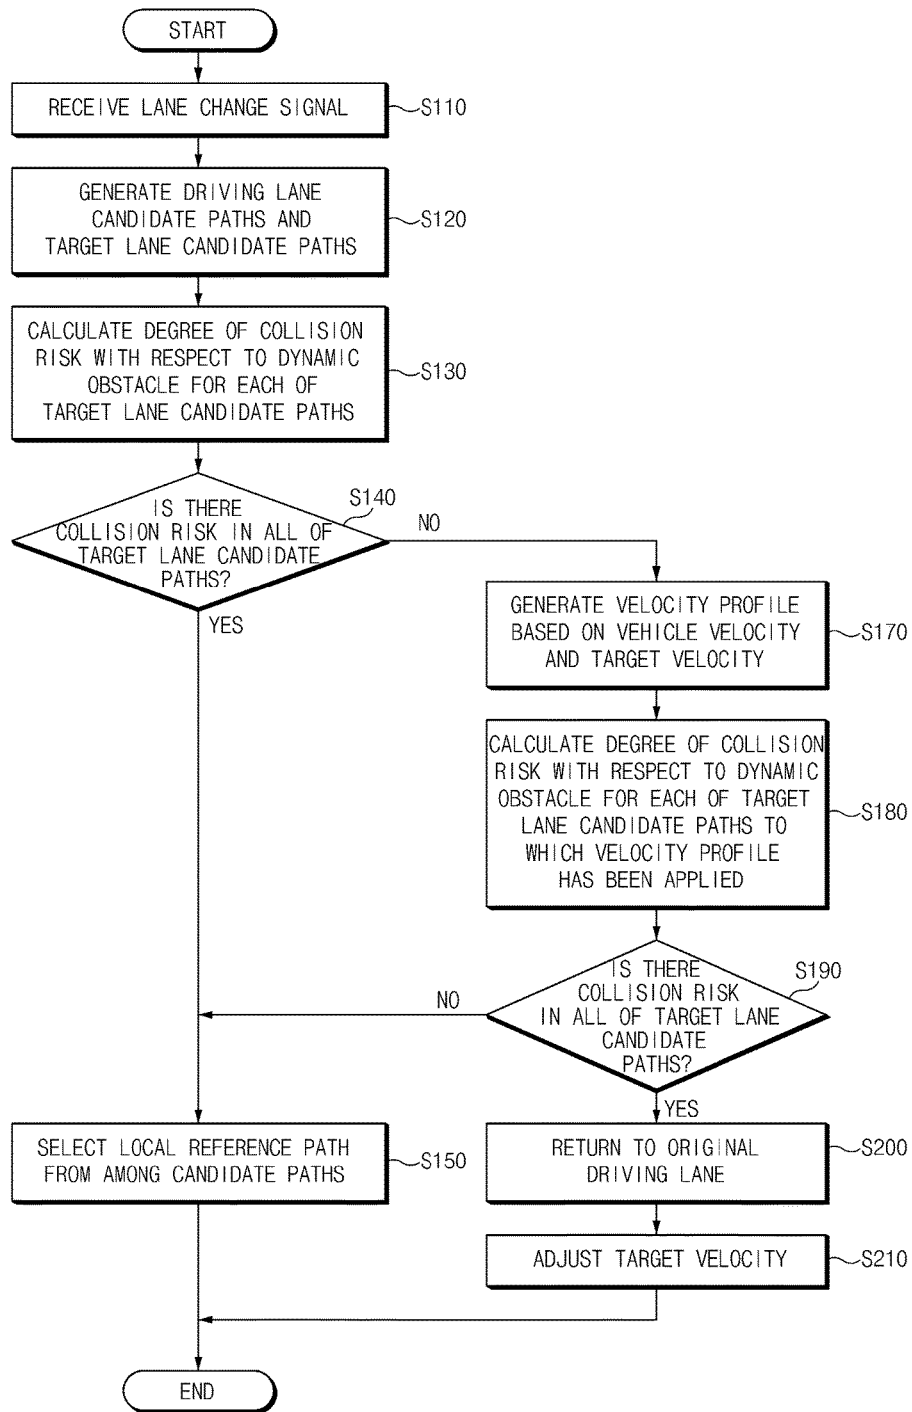 START
RECEIVE LANE CHANGE SIGNAL
S110
GENERATE DRIVING LANE
CANDIDATE PATHS AND
TARGET LANE CANDIDATE PATHS
S120
CALCULATE DEGREE OF COLLISION
RISK WITH RESPECT TO DYNAMIC
OBSTACLE FOR EACH OF
TARGET LANE CANDIDATE PATHS
S130
IS THERE
COLLISION RISK IN ALL OF
TARGET LANE CANDIDATE
PATHS?
S140
NO
YES
GENERATE VELOCITY PROFILE
BASED ON VEHICLE VELOCITY
AND TARGET VELOCITY
S170
CALCULATE DEGREE OF COLLISION
RISK WITH RESPECT TO DYNAMIC
OBSTACLE FOR EACH OF TARGET
LANE CANDIDATE PATHS TO
WHICH VELOCITY PROFILE
HAS BEEN APPLIED
S180
IS THERE
COLLISION RISK
IN ALL OF TARGET LANE
CANDIDATE
PATHS?
S190
NO
YES
SELECT LOCAL REFERENCE PATH
FROM AMONG CANDIDATE PATHS
S150
RETURN TO ORIGINAL
DRIVING LANE
S200
ADJUST TARGET VELOCITY
S210
END